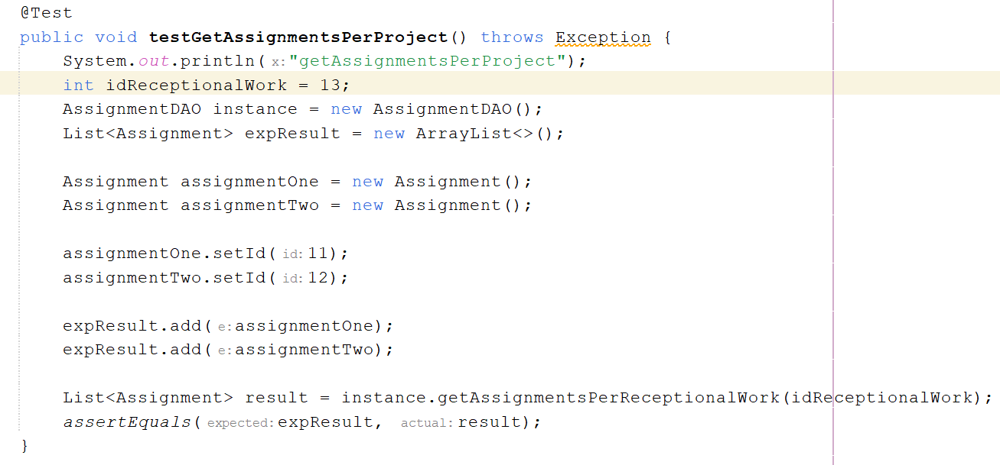 @Test
public void testGetAssignmentsPerProject() throws Exception {
System.out.println( x: "getAssignmentsPerProject");
int idReceptionalWork = 13;
AssignmentDAO instance = new AssignmentDAO();
List<Assignment> expResult = new ArrayList<>();
Assignment assignmentOne = new Assignment();
Assignment assignmentTwo = new Assignment();
assignmentOne.setId( id: 11);
assignmentTwo.setId( id: 12);
expResult.add( e: assignmentOne);
expResult.add( e: assignmentTwo);
List<Assignment> result = instance.getAssignmentsPerReceptionalWork(idReceptionalWork);
assertEquals( expected: expResult, actual: result);
}